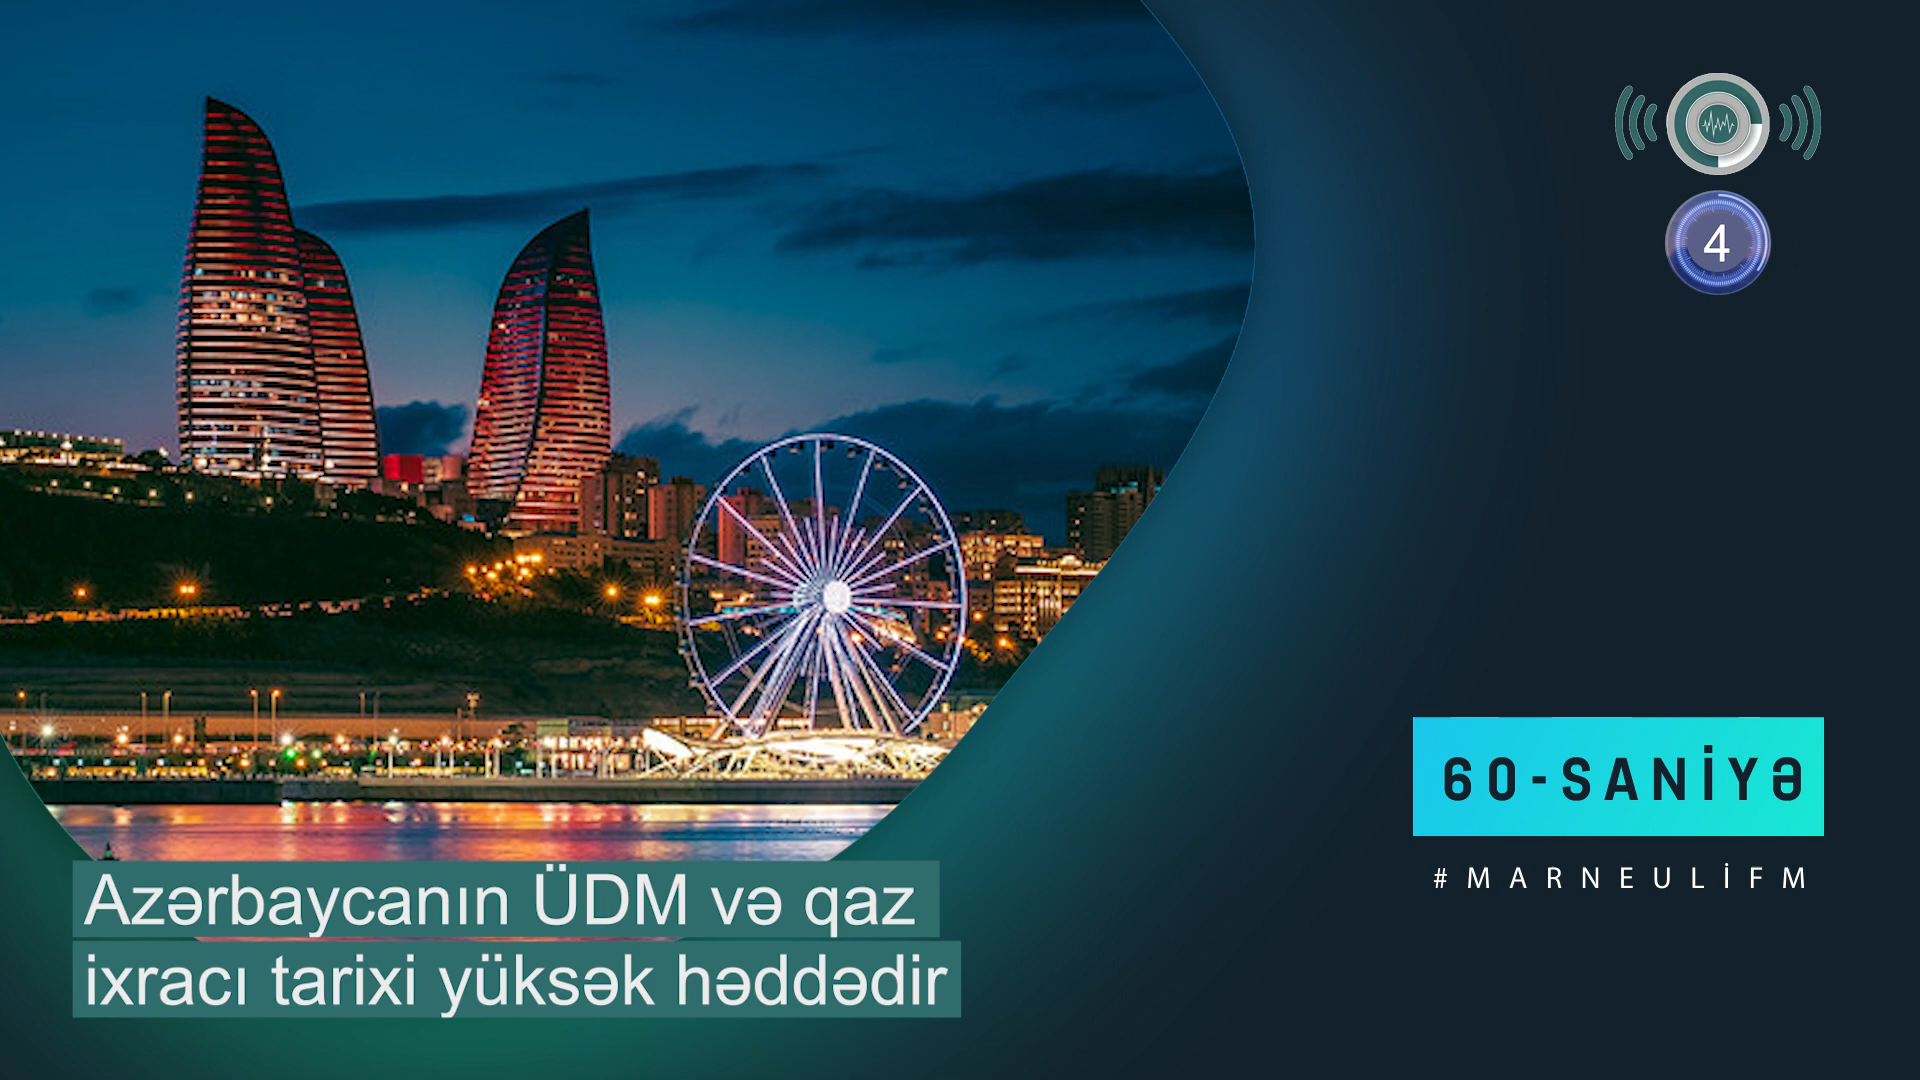 4
60-SANİYƏ
#MARNEULİFM
Azərbaycanın ÜDM və qaz
ixracı tarixi yüksək həddədir